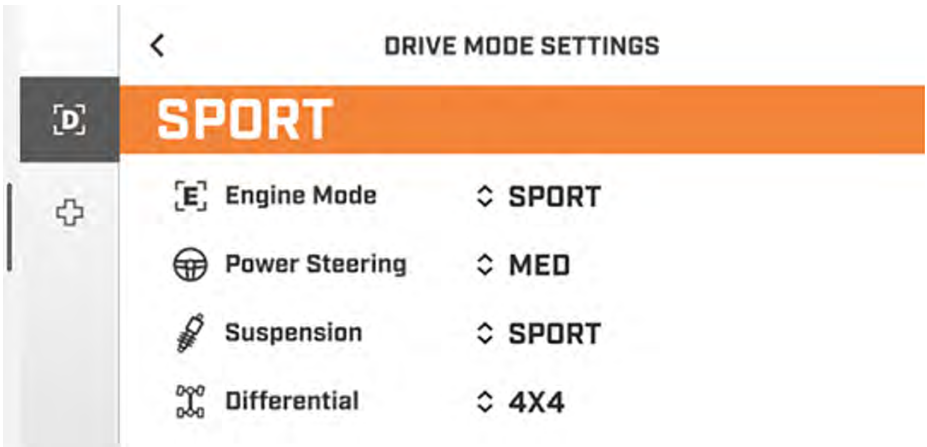 DRIVE MODE SETTINGS
[D]
SPORT
[E] Engine Mode SPORT
Power Steering MED
Suspension SPORT
Differential 4X4